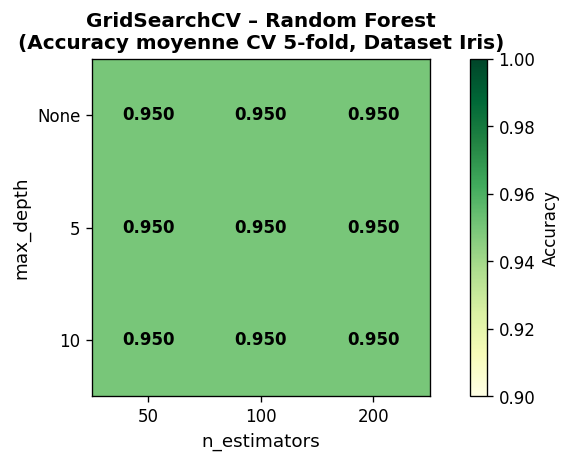 GridSearchCV – Random Forest
(Accuracy moyenne CV 5-fold, Dataset Iris)
None 0.950 0.950 0.950
5 0.950 0.950 0.950
10 0.950 0.950 0.950
50 100 200
n_estimators
max_depth
1.00
0.98
0.96
0.94
0.92
0.90
Accuracy